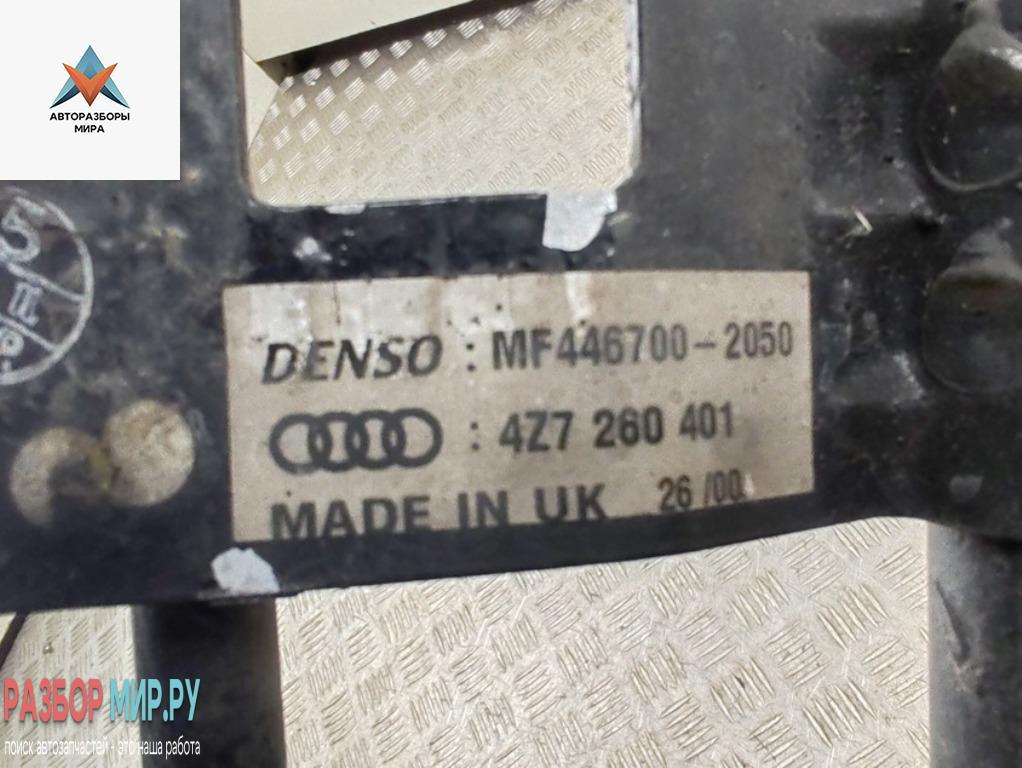 АВТОРАЗБОРЫ
МИРА
DENSO : MF446700-2050
: 4Z7 260 401
MADE IN UK 26/00
РАЗБОР МИР.РУ
поиск автозапчастей - это наша работа